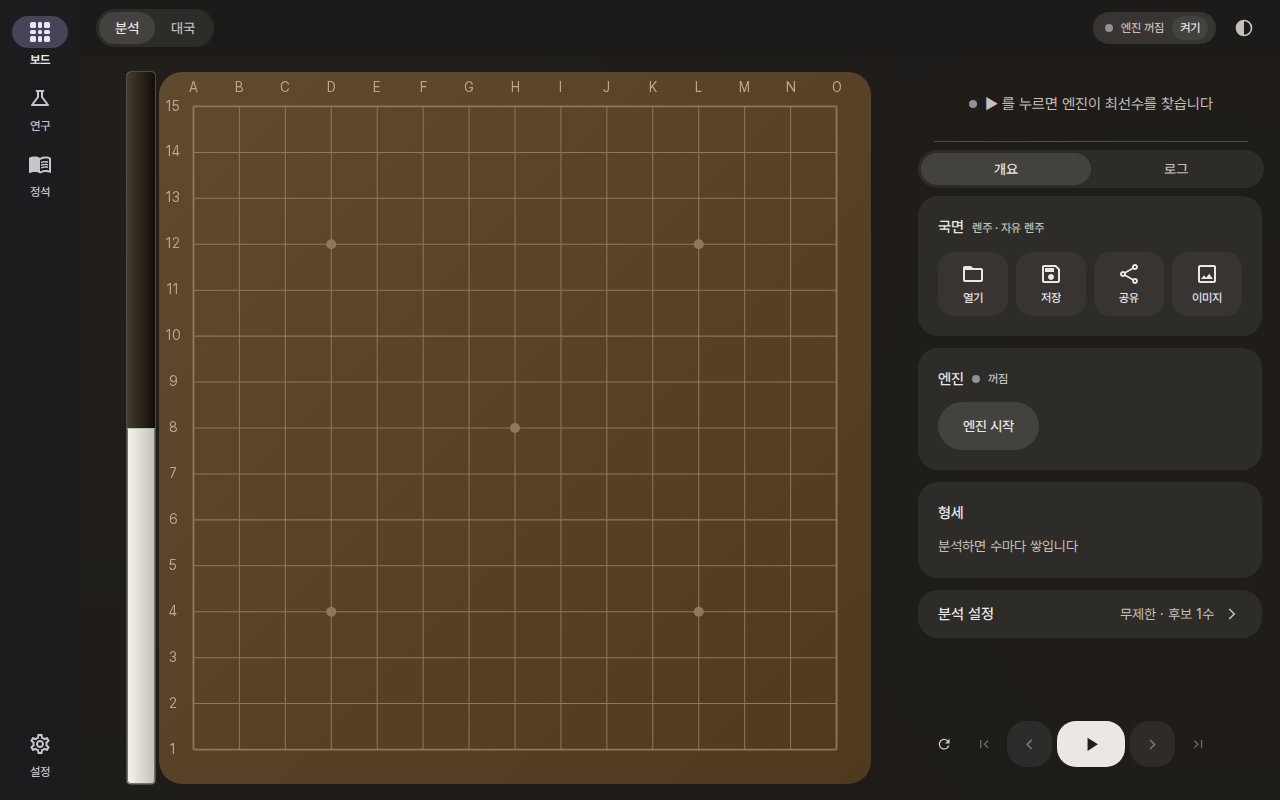 보드
연구
정석
설정
분석 대국
엔진 꺼짐 켜기
A B C D E F G H I J K L M N O
15
14
13
12
11
10
9
8
7
6
5
4
3
2
1
▶ 를 누르면 엔진이 최선수를 찾습니다
개요 로그
국면 렌주 · 자유 렌주
열기 저장 공유 이미지
엔진 꺼짐
엔진 시작
형세
분석하면 수마다 쌓입니다
분석 설정 무제한 · 후보 1수